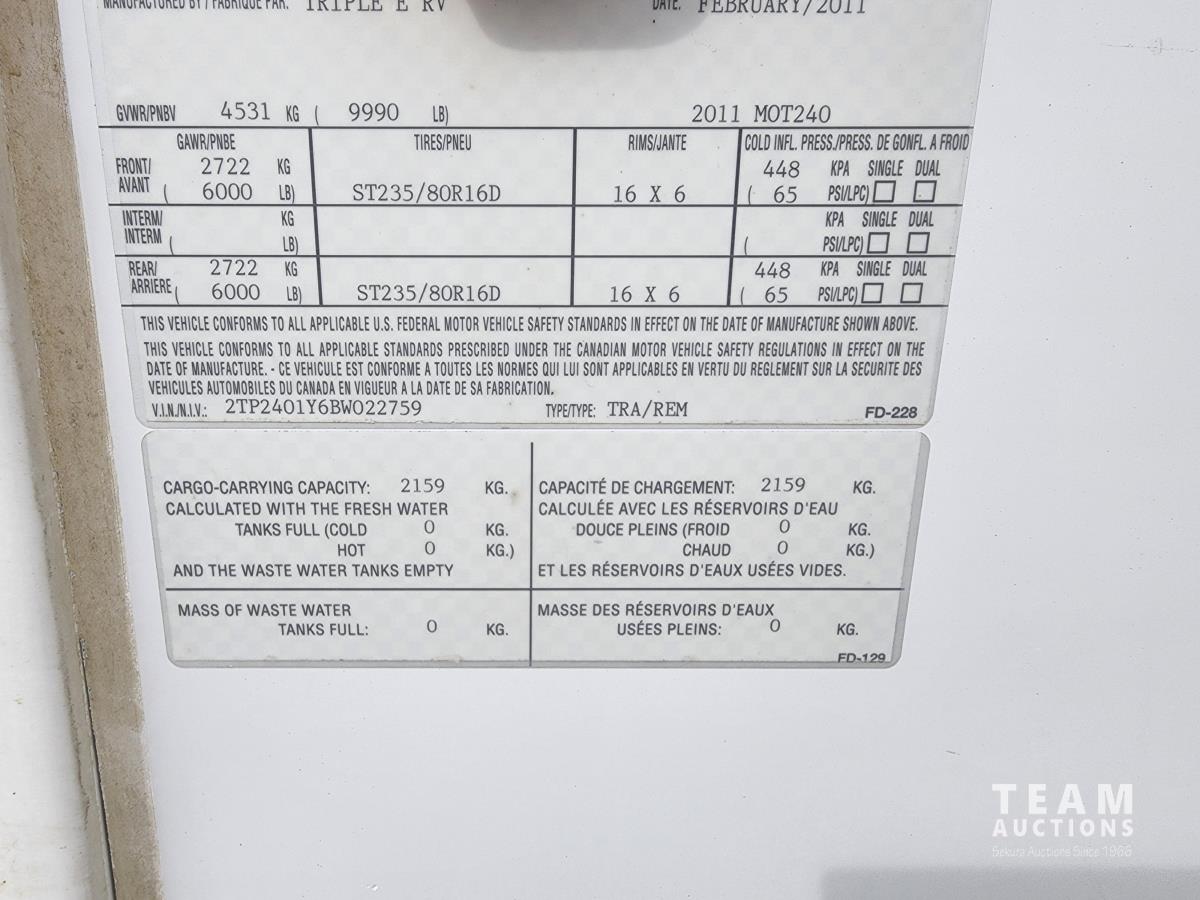 MANUFACTURED BY / FABRIQUE PAR: TRIPLE E RV DATE: FEBRUARY/2011
GVWR/PNBV 4531 KG ( 9990 LB) 2011 MOT240
GAWR/PNBE TIRES/PNEU RIMS/JANTE COLD INFL. PRESS./PRESS. DE GONFL. A FROID
FRONT/ 2722 KG 448 KPA SINGLE DUAL
AVANT ( 6000 LB) ST235/80R16D 16 X 6 ( 65 PSI/LPC)
INTERM/ KG KPA SINGLE DUAL
INTERM ( LB) ( PSI/LPC)
REAR/ 2722 KG 448 KPA SINGLE DUAL
ARRIERE ( 6000 LB) ST235/80R16D 16 X 6 ( 65 PSI/LPC)
THIS VEHICLE CONFORMS TO ALL APPLICABLE U.S. FEDERAL MOTOR VEHICLE SAFETY STANDARDS IN EFFECT ON THE DATE OF MANUFACTURE SHOWN ABOVE.
THIS VEHICLE CONFORMS TO ALL APPLICABLE STANDARDS PRESCRIBED UNDER THE CANADIAN MOTOR VEHICLE SAFETY REGULATIONS IN EFFECT ON THE
DATE OF MANUFACTURE. - CE VEHICULE EST CONFORME A TOUTES LES NORMES QUI LUI SONT APPLICABLES EN VERTU DU REGLEMENT SUR LA SECURITE DES
VEHICULES AUTOMOBILES DU CANADA EN VIGUEUR A LA DATE DE SA FABRICATION.
V.I.N./N.I.V.: 2TP2401Y6BW022759 TYPE/TYPE: TRA/REM FD-228
CARGO-CARRYING CAPACITY: 2159 KG. CAPACITÉ DE CHARGEMENT: 2159 KG.
CALCULATED WITH THE FRESH WATER CALCULÉE AVEC LES RÉSERVOIRS D'EAU
TANKS FULL (COLD 0 KG. DOUCE PLEINS (FROID 0 KG.
HOT 0 KG.) CHAUD 0 KG.)
AND THE WASTE WATER TANKS EMPTY ET LES RÉSERVOIRS D'EAUX USÉES VIDES.
MASS OF WASTE WATER MASSE DES RÉSERVOIRS D'EAUX
TANKS FULL: 0 KG. USÉES PLEINS: 0 KG.
FD-129
TEAM
AUCTIONS
Sekura Auctions Since 1966